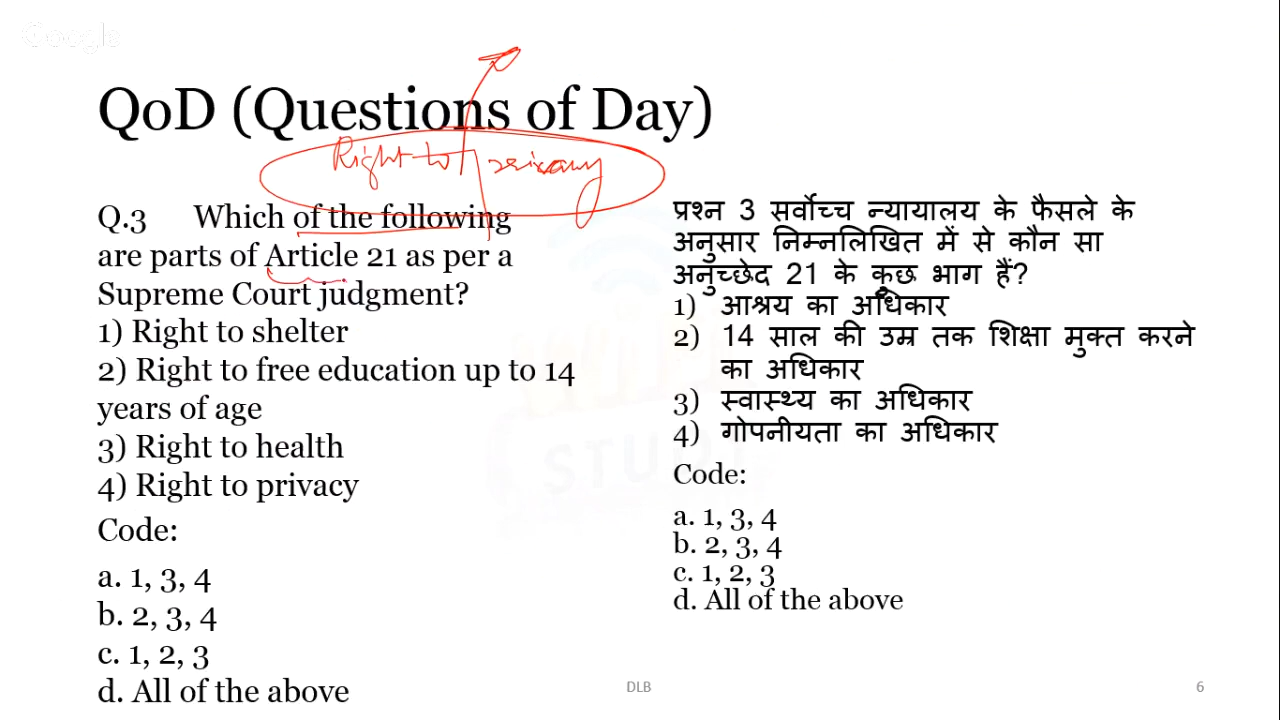 Google
QoD (Questions of Day)
Right to privacy
Q.3 Which of the following
are parts of Article 21 as per a
Supreme Court judgment?
1) Right to shelter
2) Right to free education up to 14
years of age
3) Right to health
4) Right to privacy
Code:
a. 1, 3, 4
b. 2, 3, 4
c. 1, 2, 3
d. All of the above
प्रश्न 3 सर्वोच्च न्यायालय के फैसले के
अनुसार निम्नलिखित में से कौन सा
अनुच्छेद 21 के कुछ भाग हैं?
1) आश्रय का अधिकार
2) 14 साल की उम्र तक शिक्षा मुक्त करने
का अधिकार
3) स्वास्थ्य का अधिकार
4) गोपनीयता का अधिकार
Code:
a. 1, 3, 4
b. 2, 3, 4
c. 1, 2, 3
d. All of the above
STUDY
DLB
6